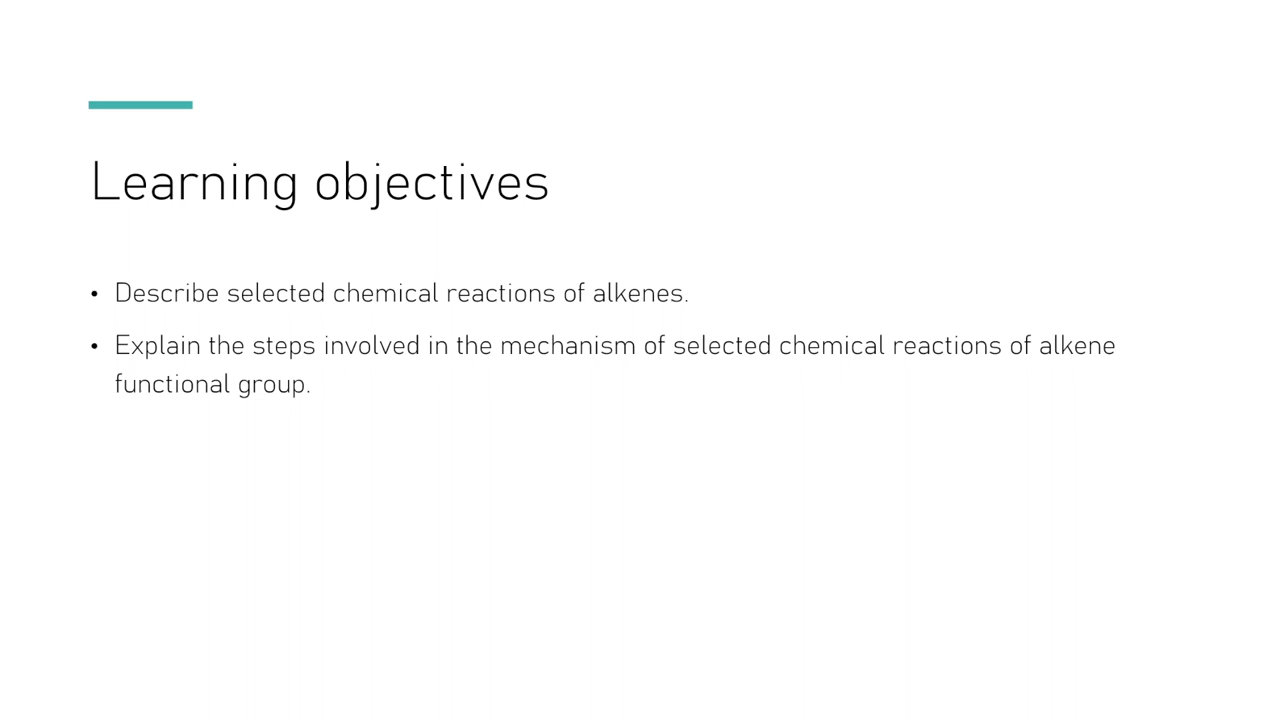 Learning objectives
• Describe selected chemical reactions of alkenes.
• Explain the steps involved in the mechanism of selected chemical reactions of alkene
functional group.